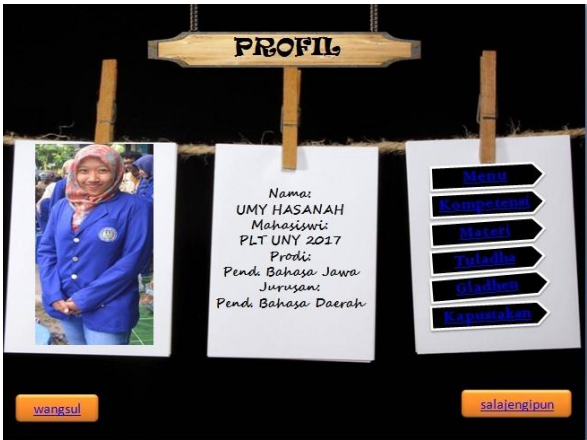 PROFIL
Nama:
UMY HASANAH
Mahasiswi:
PLT UNY 2017
Prodi:
Pend. Bahasa Jawa
Jurusan:
Pend. Bahasa Daerah
Menu
Kompetensi
Materi
Tuladha
Gladhen
Kapustakan
wangsul
salajengipun